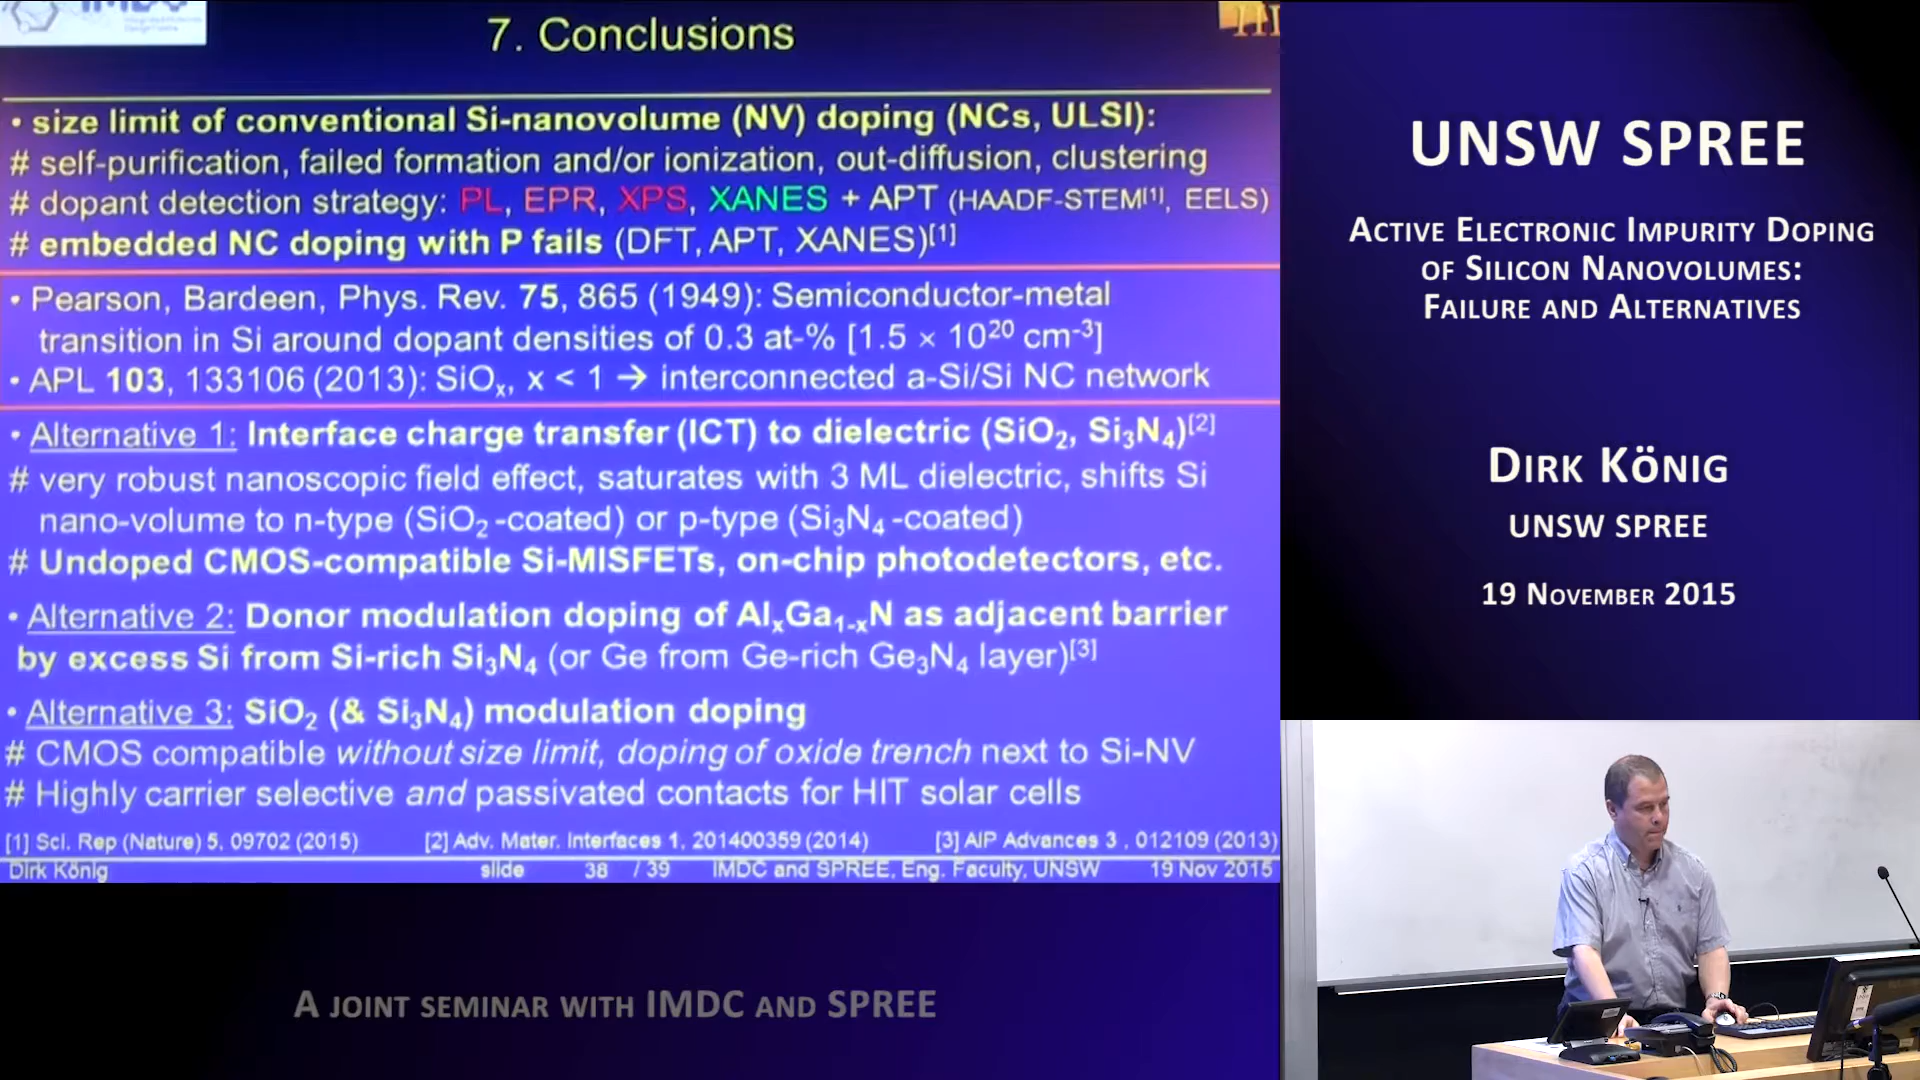 IMDC
7. Conclusions
• size limit of conventional Si-nanovolume (NV) doping (NCs, ULSI):
# self-purification, failed formation and/or ionization, out-diffusion, clustering
# dopant detection strategy: PL, EPR, XPS, XANES + APT (HAADF-STEM[1], EELS)
# embedded NC doping with P fails (DFT, APT, XANES)[1]
• Pearson, Bardeen, Phys. Rev. 75, 865 (1949): Semiconductor-metal
transition in Si around dopant densities of 0.3 at-% [1.5 × 10²⁰ cm⁻³]
• APL 103, 133106 (2013): SiOₓ, x < 1 → interconnected a-Si/Si NC network
• Alternative 1: Interface charge transfer (ICT) to dielectric (SiO₂, Si₃N₄)[2]
# very robust nanoscopic field effect, saturates with 3 ML dielectric, shifts Si
nano-volume to n-type (SiO₂-coated) or p-type (Si₃N₄-coated)
# Undoped CMOS-compatible Si-MISFETs, on-chip photodetectors, etc.
• Alternative 2: Donor modulation doping of AlₓGa₁₋ₓN as adjacent barrier
by excess Si from Si-rich Si₃N₄ (or Ge from Ge-rich Ge₃N₄ layer)[3]
• Alternative 3: SiO₂ (& Si₃N₄) modulation doping
# CMOS compatible without size limit, doping of oxide trench next to Si-NV
# Highly carrier selective and passivated contacts for HIT solar cells
[1] Sci. Rep (Nature) 5, 09702 (2015) [2] Adv. Mater. Interfaces 1, 201400359 (2014) [3] AIP Advances 3 , 012109 (2013)
Dirk König slide 38 / 39 IMDC and SPREE, Eng. Faculty, UNSW 19 Nov 2015
A JOINT SEMINAR WITH IMDC AND SPREE
UNSW SPREE
ACTIVE ELECTRONIC IMPURITY DOPING
OF SILICON NANOVOLUMES:
FAILURE AND ALTERNATIVES
DIRK KÖNIG
UNSW SPREE
19 NOVEMBER 2015